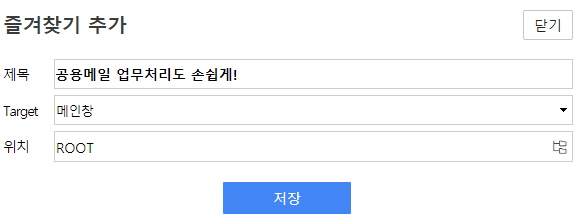 즐겨찾기 추가
닫기
제목
공용메일 업무처리도 손쉽게!
Target
메인창
위치
ROOT
저장